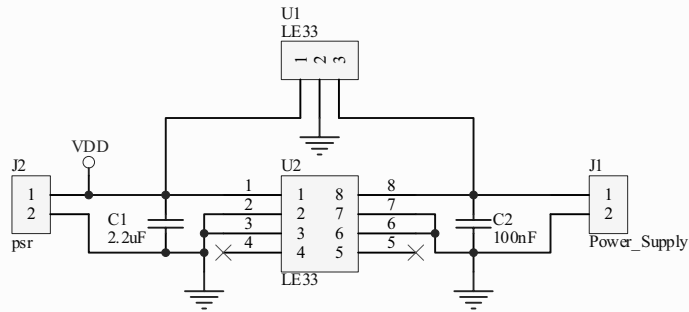 U1
LE33
1 2 3
VDD
J2
1
2
psr
C1
2.2uF
U2
1 1 8 8
2 2 7 7
3 3 6 6
4 4 5 5
LE33
C2
100nF
J1
1
2
Power_Supply